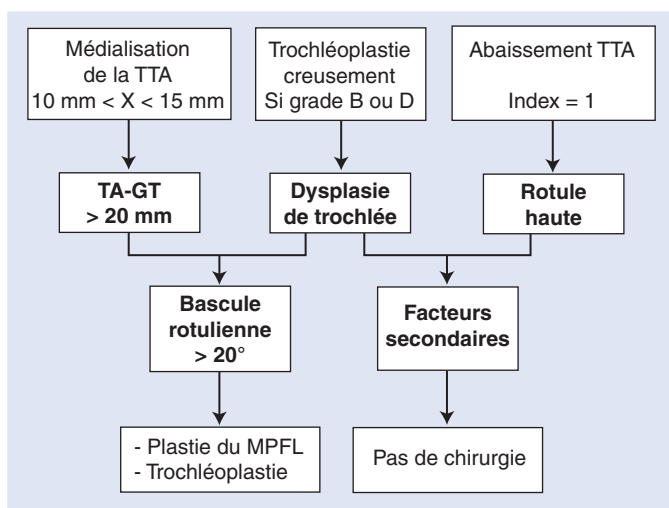 Médialisation
de la TTA
10 mm < X < 15 mm
Trochléoplastie
creusement
Si grade B ou D
Abaissement TTA
Index = 1
TA-GT
> 20 mm
Dysplasie
de trochlée
Rotule
haute
Bascule
rotulienne
> 20°
Facteurs
secondaires
- Plastie du MPFL
- Trochléoplastie
Pas de chirurgie